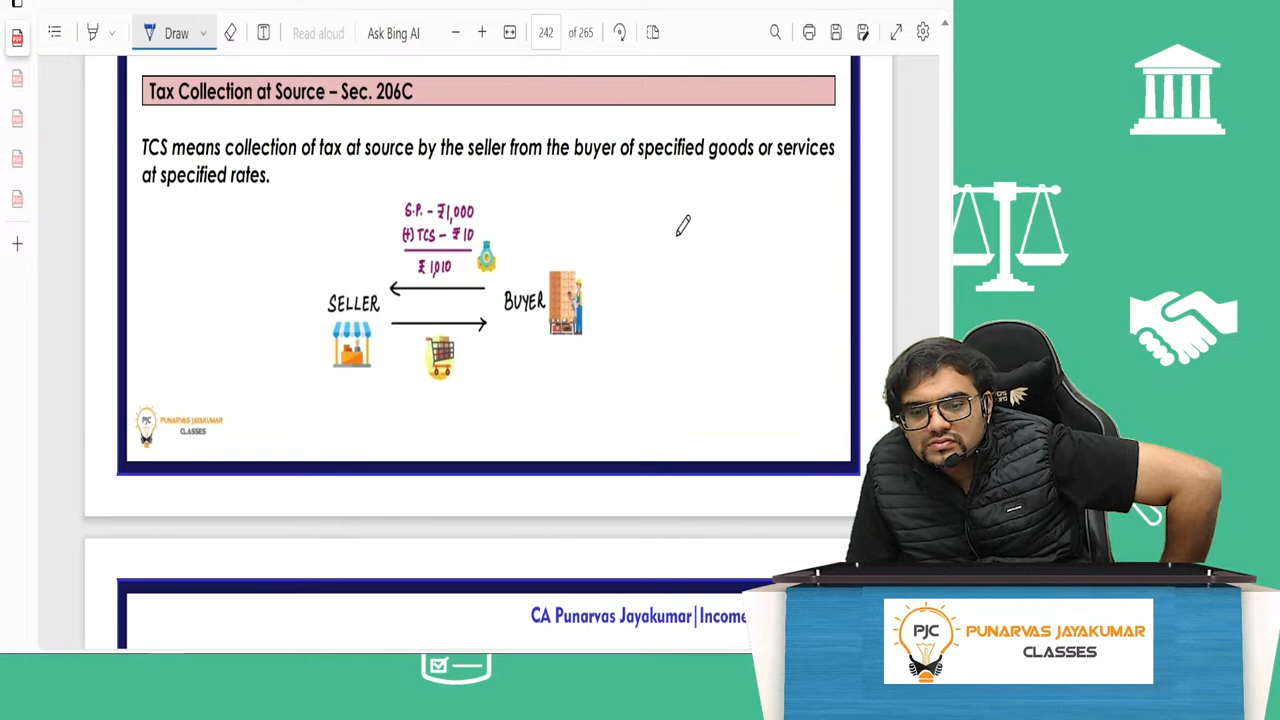 Draw
Read aloud
Ask Bing AI
242
of 265
Tax Collection at Source – Sec. 206C
TCS means collection of tax at source by the seller from the buyer of specified goods or services
at specified rates.
S.P. - ₹1,000
(+) TCS - ₹ 10
₹ 1,010
SELLER
BUYER
PJC
PUNARVAS JAYAKUMAR
CLASSES
CA Punarvas Jayakumar|Income
PJC
PUNARVAS JAYAKUMAR
CLASSES